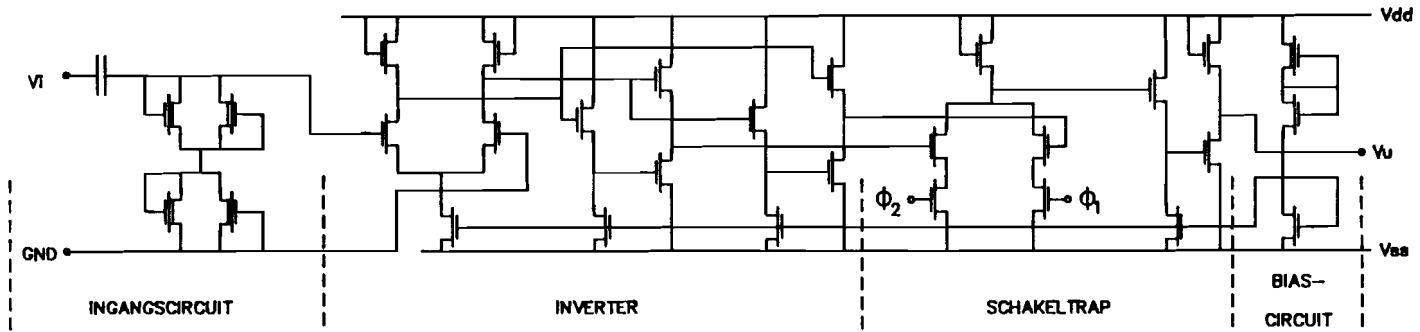 Vdd
Vi
Vu
Φ2
Φ1
GND
Vss
INGANGSCIRCUIT
INVERTER
SCHAKELTRAP
BIAS-
CIRCUIT